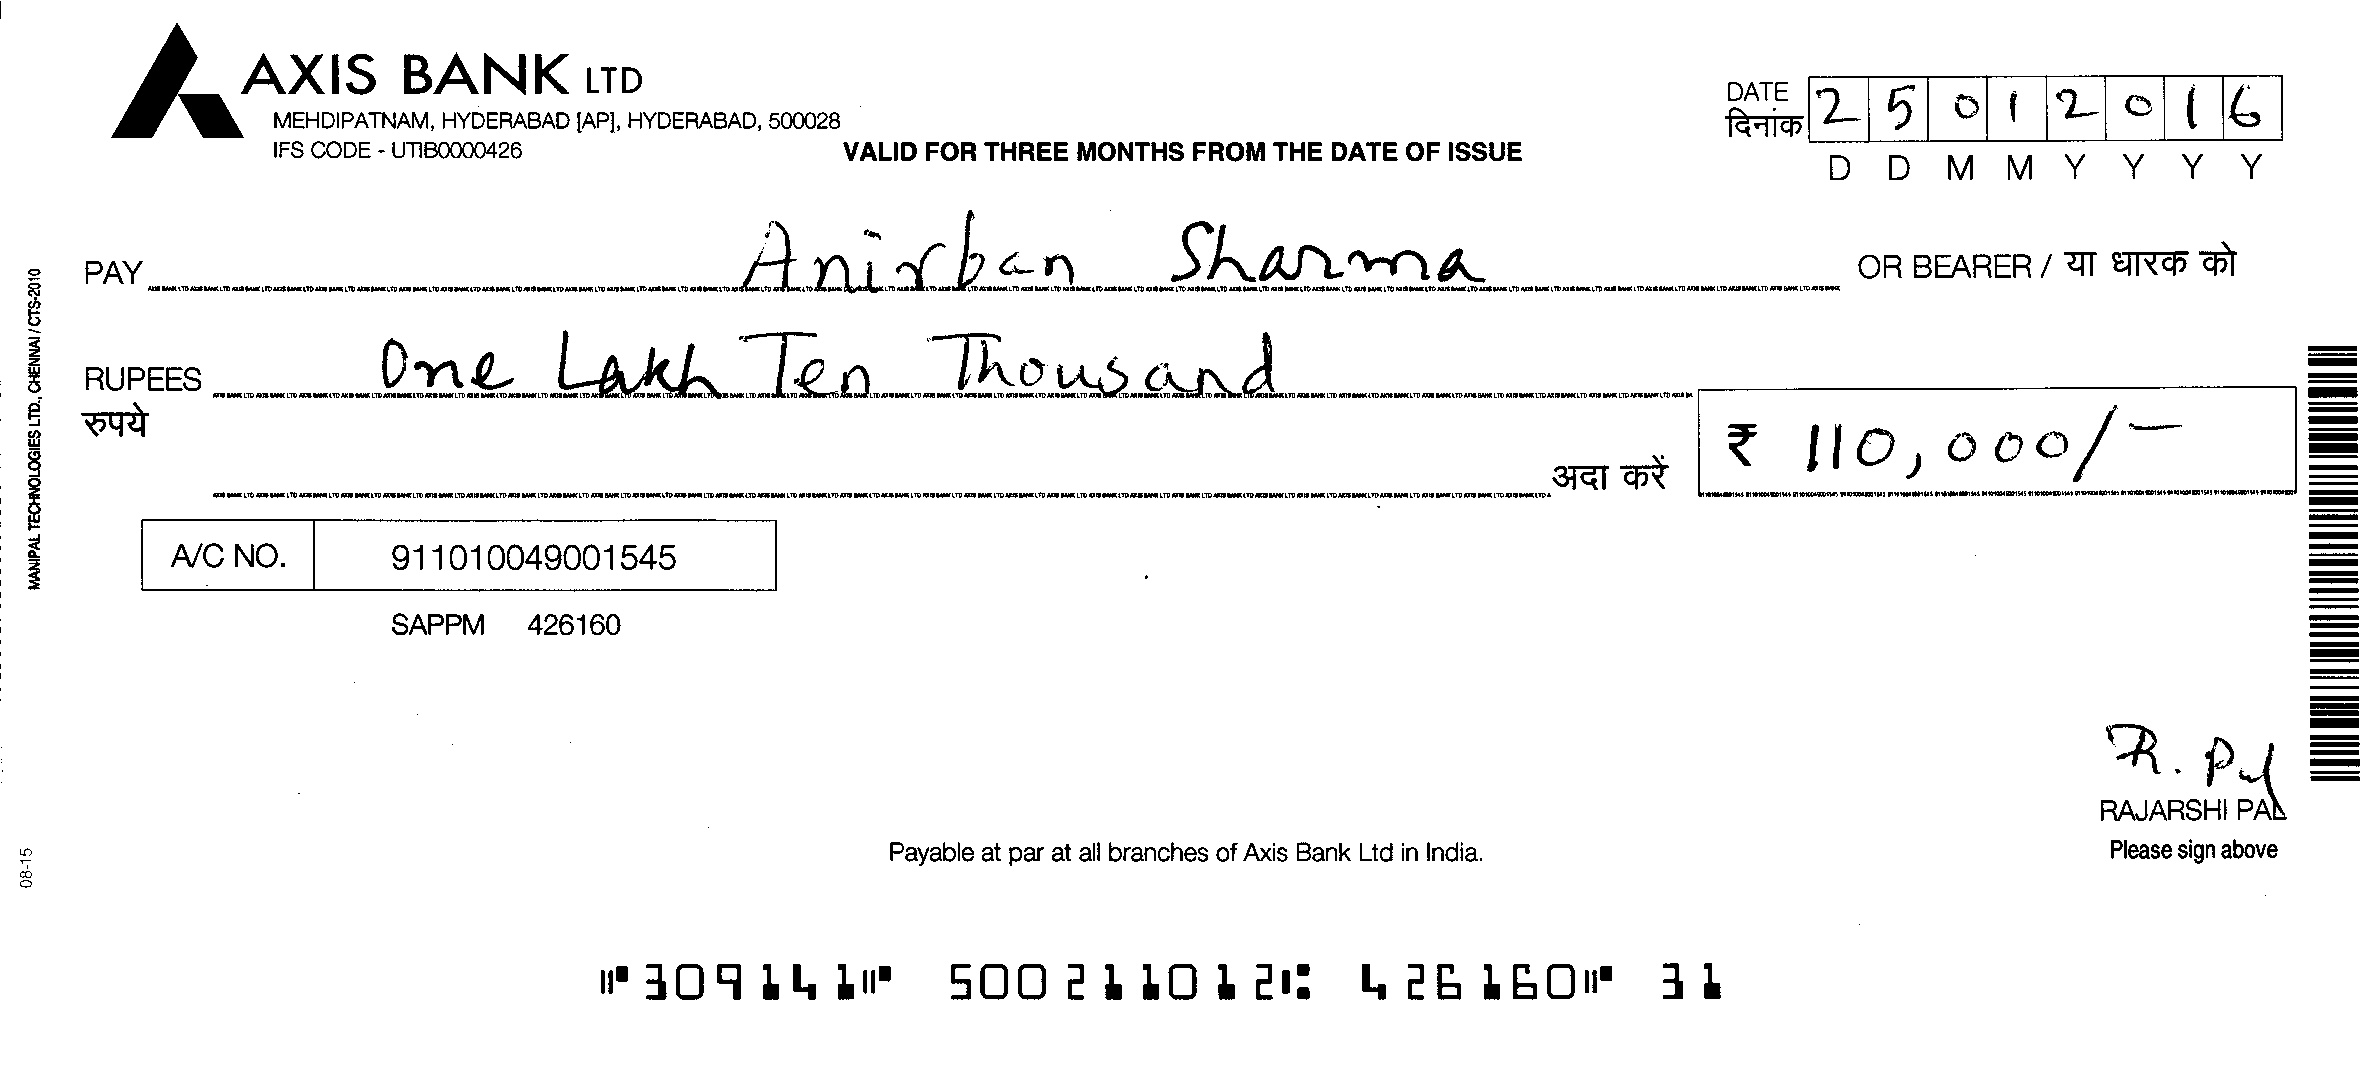 AXIS BANK LTD
MEHDIPATNAM, HYDERABAD [AP], HYDERABAD, 500028
IFS CODE - UTIB0000426
VALID FOR THREE MONTHS FROM THE DATE OF ISSUE
DATE
दिनांक
2 5 0 1 2 0 1 6
D D M M Y Y Y Y
PAY Anirban Sharma OR BEARER / या धारक को
RUPEES One Lakh Ten Thousand
रुपये
अदा करें
₹ 110,000/-
A/C NO. 911010049001545
SAPPM 426160
R. Pal
RAJARSHI PAL
Please sign above
Payable at par at all branches of Axis Bank Ltd in India.
⑈309141⑈ 500211012⑆ 426160⑈ 31
MANIPAL TECHNOLOGIES LTD., CHENNAI / CTS-2010
08-15